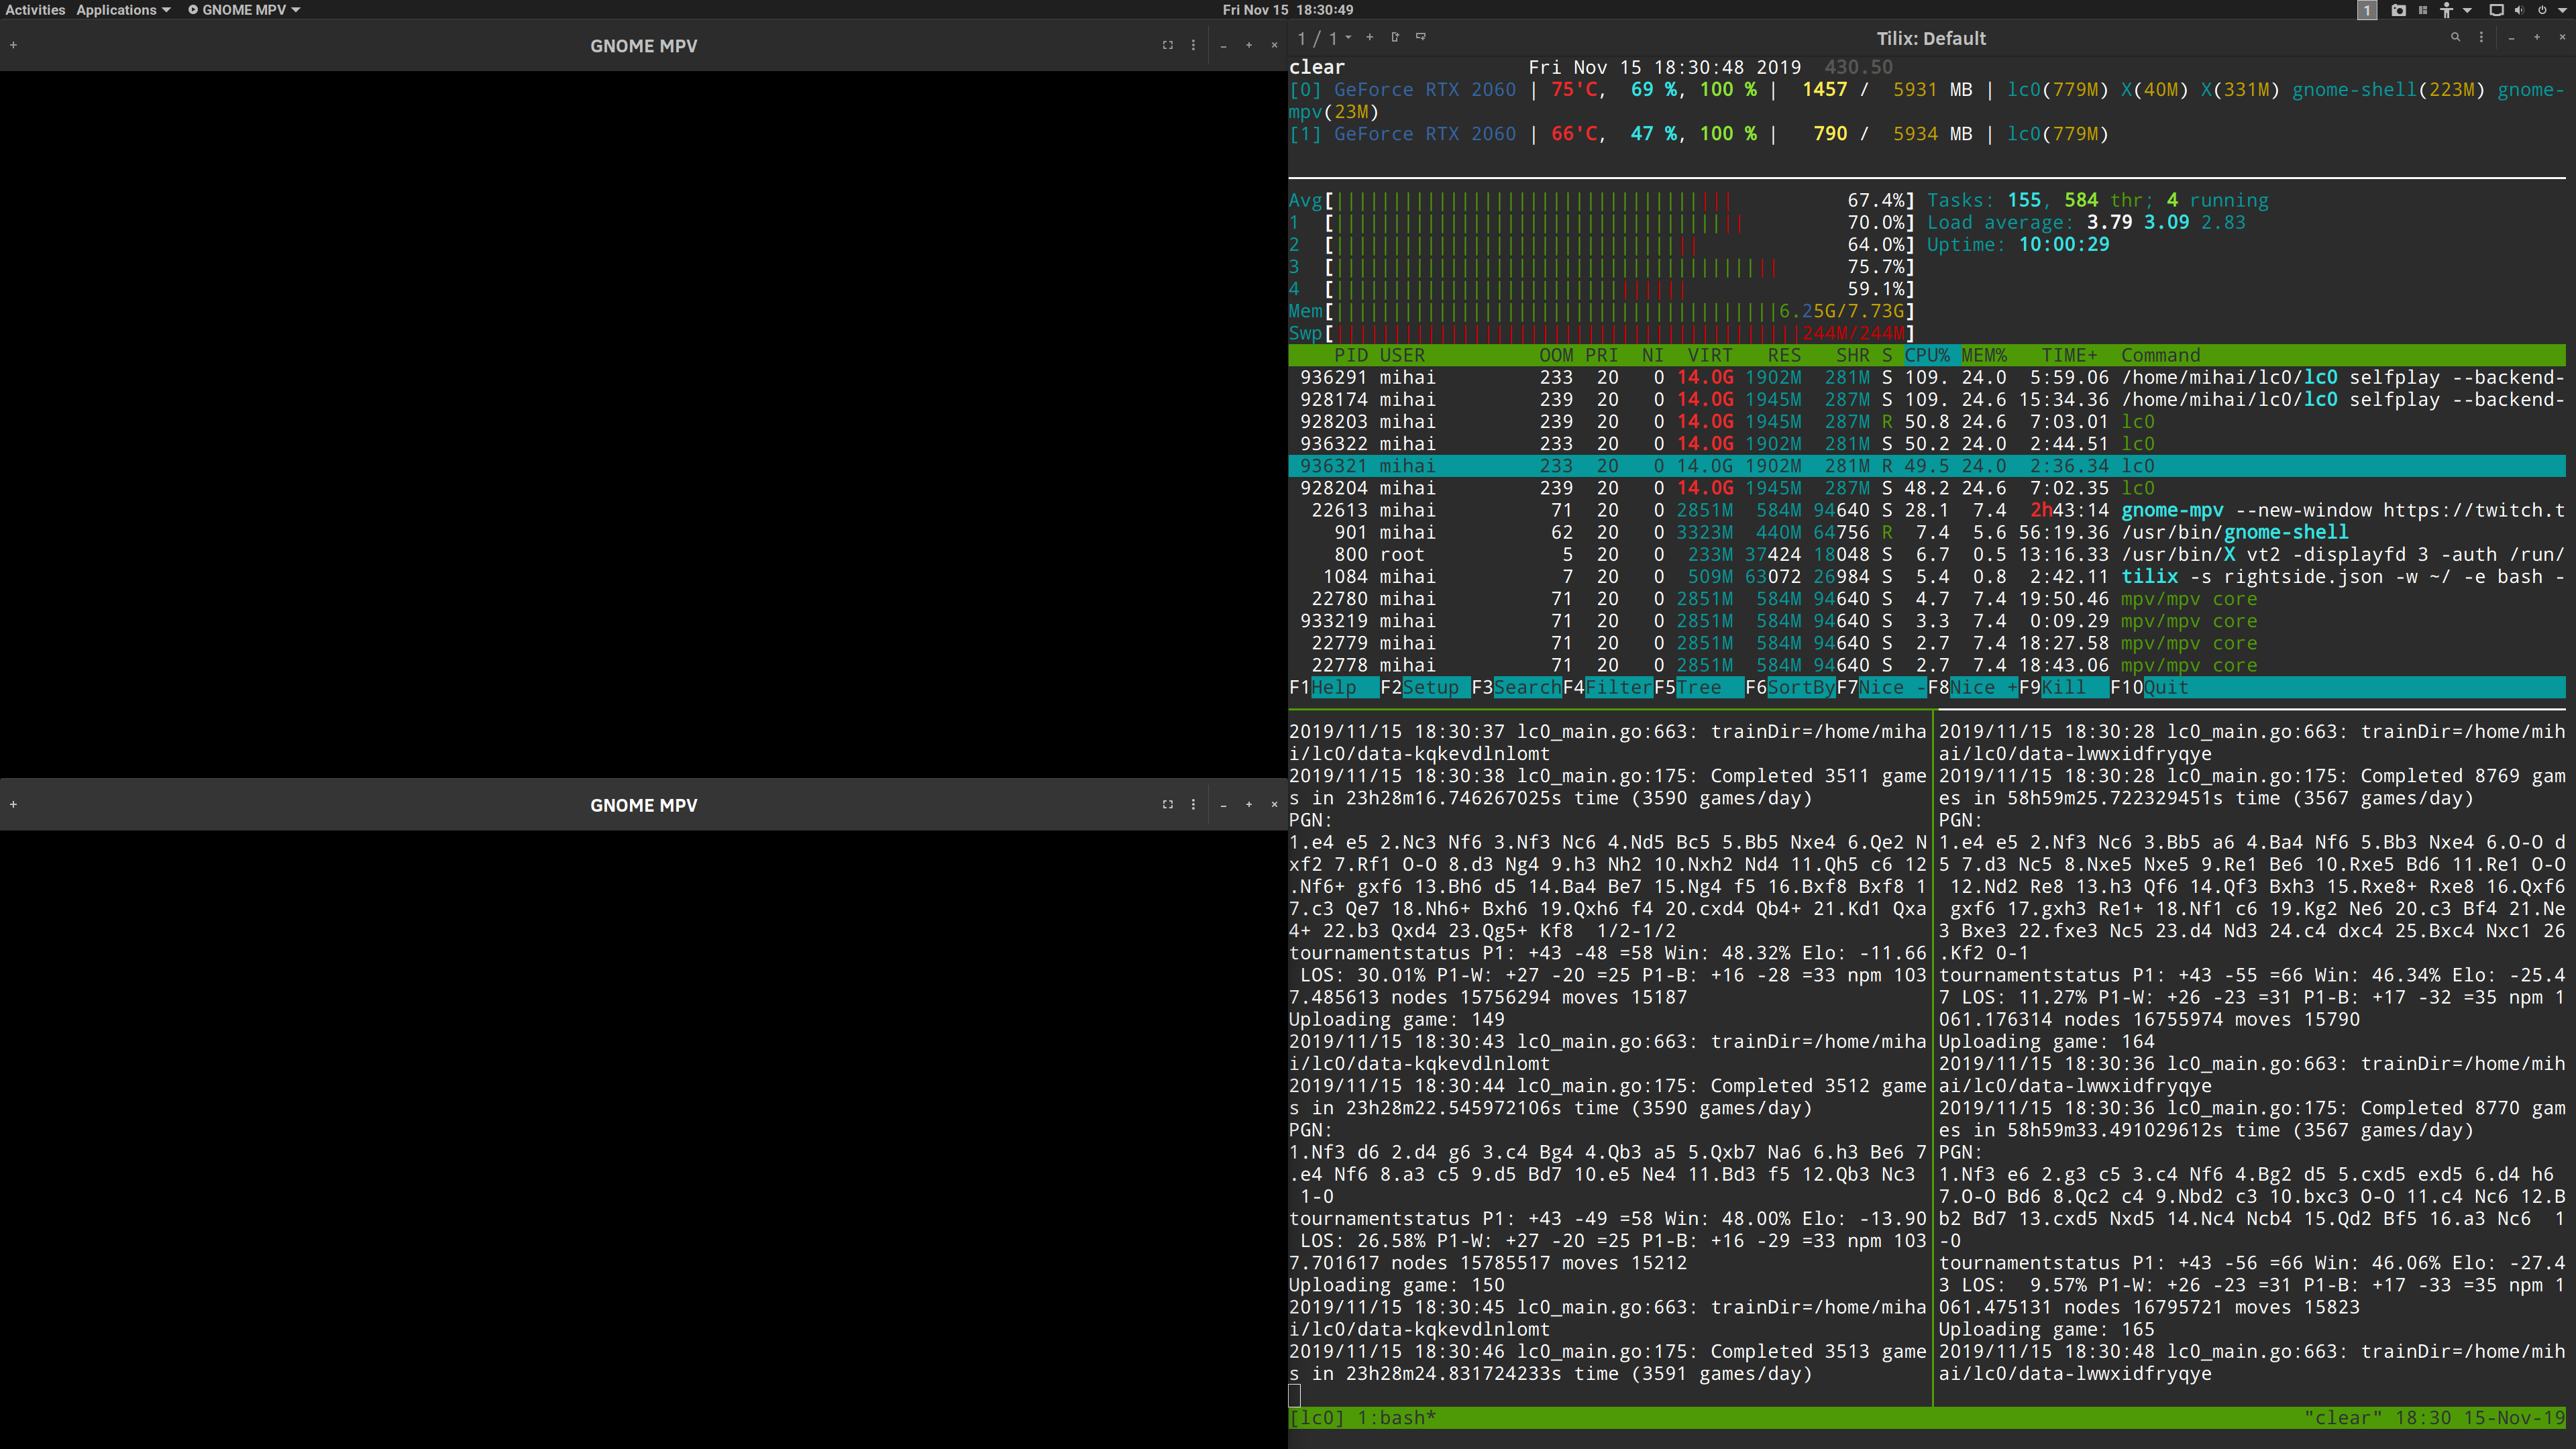 Activities Applications GNOME MPV Fri Nov 15 18:30:49 1
GNOME MPV
GNOME MPV
1 / 1 Tilix: Default
clear Fri Nov 15 18:30:48 2019 430.50
[0] GeForce RTX 2060 | 75'C, 69 %, 100 % | 1457 / 5931 MB | lc0(779M) X(40M) X(331M) gnome-shell(223M) gnome-
mpv(23M)
[1] GeForce RTX 2060 | 66'C, 47 %, 100 % | 790 / 5934 MB | lc0(779M)
Avg[ 67.4%] Tasks: 155, 584 thr; 4 running
1 [ 70.0%] Load average: 3.79 3.09 2.83
2 [ 64.0%] Uptime: 10:00:29
3 [ 75.7%]
4 [ 59.1%]
Mem[ 6.25G/7.73G]
Swp[ 244M/244M]
PID USER OOM PRI NI VIRT RES SHR S CPU% MEM% TIME+ Command
936291 mihai 233 20 0 14.0G 1902M 281M S 109. 24.0 5:59.06 /home/mihai/lc0/lc0 selfplay --backend-
928174 mihai 239 20 0 14.0G 1945M 287M S 109. 24.6 15:34.36 /home/mihai/lc0/lc0 selfplay --backend-
928203 mihai 239 20 0 14.0G 1945M 287M R 50.8 24.6 7:03.01 lc0
936322 mihai 233 20 0 14.0G 1902M 281M S 50.2 24.0 2:44.51 lc0
936321 mihai 233 20 0 14.0G 1902M 281M R 49.5 24.0 2:36.34 lc0
928204 mihai 239 20 0 14.0G 1945M 287M S 48.2 24.6 7:02.35 lc0
22613 mihai 71 20 0 2851M 584M 94640 S 28.1 7.4 2h43:14 gnome-mpv --new-window https://twitch.t
901 mihai 62 20 0 3323M 440M 64756 R 7.4 5.6 56:19.36 /usr/bin/gnome-shell
800 root 5 20 0 233M 37424 18048 S 6.7 0.5 13:16.33 /usr/bin/X vt2 -displayfd 3 -auth /run/
1084 mihai 7 20 0 509M 63072 26984 S 5.4 0.8 2:42.11 tilix -s rightside.json -w ~/ -e bash -
22780 mihai 71 20 0 2851M 584M 94640 S 4.7 7.4 19:50.46 mpv/mpv core
933219 mihai 71 20 0 2851M 584M 94640 S 3.3 7.4 0:09.29 mpv/mpv core
22779 mihai 71 20 0 2851M 584M 94640 S 2.7 7.4 18:27.58 mpv/mpv core
22778 mihai 71 20 0 2851M 584M 94640 S 2.7 7.4 18:43.06 mpv/mpv core
F1Help F2Setup F3SearchF4FilterF5Tree F6SortByF7Nice -F8Nice +F9Kill F10Quit
2019/11/15 18:30:37 lc0_main.go:663: trainDir=/home/miha
i/lc0/data-kqkevdlnlomt
2019/11/15 18:30:38 lc0_main.go:175: Completed 3511 game
s in 23h28m16.746267025s time (3590 games/day)
PGN:
1.e4 e5 2.Nc3 Nf6 3.Nf3 Nc6 4.Nd5 Bc5 5.Bb5 Nxe4 6.Qe2 N
xf2 7.Rf1 O-O 8.d3 Ng4 9.h3 Nh2 10.Nxh2 Nd4 11.Qh5 c6 12
.Nf6+ gxf6 13.Bh6 d5 14.Ba4 Be7 15.Ng4 f5 16.Bxf8 Bxf8 1
7.c3 Qe7 18.Nh6+ Bxh6 19.Qxh6 f4 20.cxd4 Qb4+ 21.Kd1 Qxa
4+ 22.b3 Qxd4 23.Qg5+ Kf8 1/2-1/2
tournamentstatus P1: +43 -48 =58 Win: 48.32% Elo: -11.66
LOS: 30.01% P1-W: +27 -20 =25 P1-B: +16 -28 =33 npm 103
7.485613 nodes 15756294 moves 15187
Uploading game: 149
2019/11/15 18:30:43 lc0_main.go:663: trainDir=/home/miha
i/lc0/data-kqkevdlnlomt
2019/11/15 18:30:44 lc0_main.go:175: Completed 3512 game
s in 23h28m22.545972106s time (3590 games/day)
PGN:
1.Nf3 d6 2.d4 g6 3.c4 Bg4 4.Qb3 a5 5.Qxb7 Na6 6.h3 Be6 7
.e4 Nf6 8.a3 c5 9.d5 Bd7 10.e5 Ne4 11.Bd3 f5 12.Qb3 Nc3
1-0
tournamentstatus P1: +43 -49 =58 Win: 48.00% Elo: -13.90
LOS: 26.58% P1-W: +27 -20 =25 P1-B: +16 -29 =33 npm 103
7.701617 nodes 15785517 moves 15212
Uploading game: 150
2019/11/15 18:30:45 lc0_main.go:663: trainDir=/home/miha
i/lc0/data-kqkevdlnlomt
2019/11/15 18:30:46 lc0_main.go:175: Completed 3513 game
s in 23h28m24.831724233s time (3591 games/day)
2019/11/15 18:30:28 lc0_main.go:663: trainDir=/home/mih
ai/lc0/data-lwwxidfryqye
2019/11/15 18:30:28 lc0_main.go:175: Completed 8769 gam
es in 58h59m25.722329451s time (3567 games/day)
PGN:
1.e4 e5 2.Nf3 Nc6 3.Bb5 a6 4.Ba4 Nf6 5.Bb3 Nxe4 6.O-O d
5 7.d3 Nc5 8.Nxe5 Nxe5 9.Re1 Be6 10.Rxe5 Bd6 11.Re1 O-O
12.Nd2 Re8 13.h3 Qf6 14.Qf3 Bxh3 15.Rxe8+ Rxe8 16.Qxf6
gxf6 17.gxh3 Re1+ 18.Nf1 c6 19.Kg2 Ne6 20.c3 Bf4 21.Ne
3 Bxe3 22.fxe3 Nc5 23.d4 Nd3 24.c4 dxc4 25.Bxc4 Nxc1 26
.Kf2 0-1
tournamentstatus P1: +43 -55 =66 Win: 46.34% Elo: -25.4
7 LOS: 11.27% P1-W: +26 -23 =31 P1-B: +17 -32 =35 npm 1
061.176314 nodes 16755974 moves 15790
Uploading game: 164
2019/11/15 18:30:36 lc0_main.go:663: trainDir=/home/mih
ai/lc0/data-lwwxidfryqye
2019/11/15 18:30:36 lc0_main.go:175: Completed 8770 gam
es in 58h59m33.491029612s time (3567 games/day)
PGN:
1.Nf3 e6 2.g3 c5 3.c4 Nf6 4.Bg2 d5 5.cxd5 exd5 6.d4 h6
7.O-O Bd6 8.Qc2 c4 9.Nbd2 c3 10.bxc3 O-O 11.c4 Nc6 12.B
b2 Bd7 13.cxd5 Nxd5 14.Nc4 Ncb4 15.Qd2 Bf5 16.a3 Nc6 1
-0
tournamentstatus P1: +43 -56 =66 Win: 46.06% Elo: -27.4
3 LOS: 9.57% P1-W: +26 -23 =31 P1-B: +17 -33 =35 npm 1
061.475131 nodes 16795721 moves 15823
Uploading game: 165
2019/11/15 18:30:48 lc0_main.go:663: trainDir=/home/mih
ai/lc0/data-lwwxidfryqye
[lc0] 1:bash* "clear" 18:30 15-Nov-19